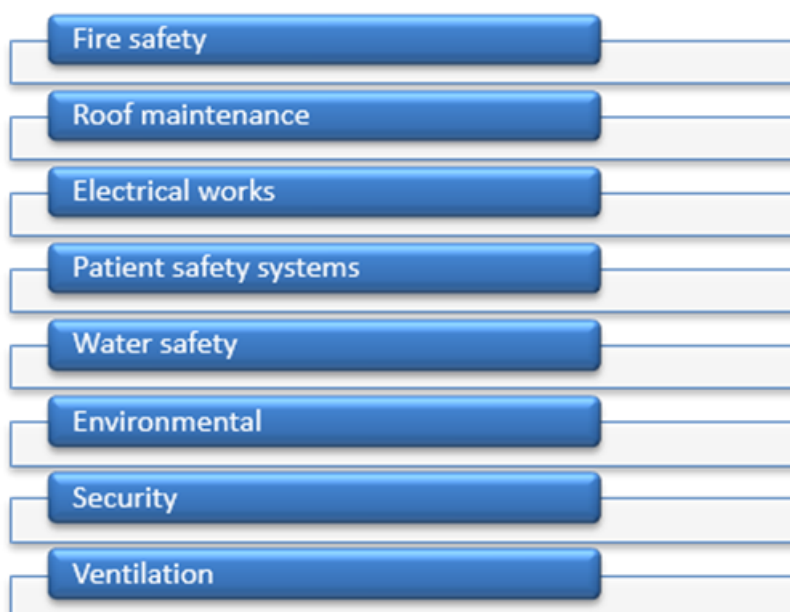 Fire safety
Roof maintenance
Electrical works
Patient safety systems
Water safety
Environmental
Security
Ventilation